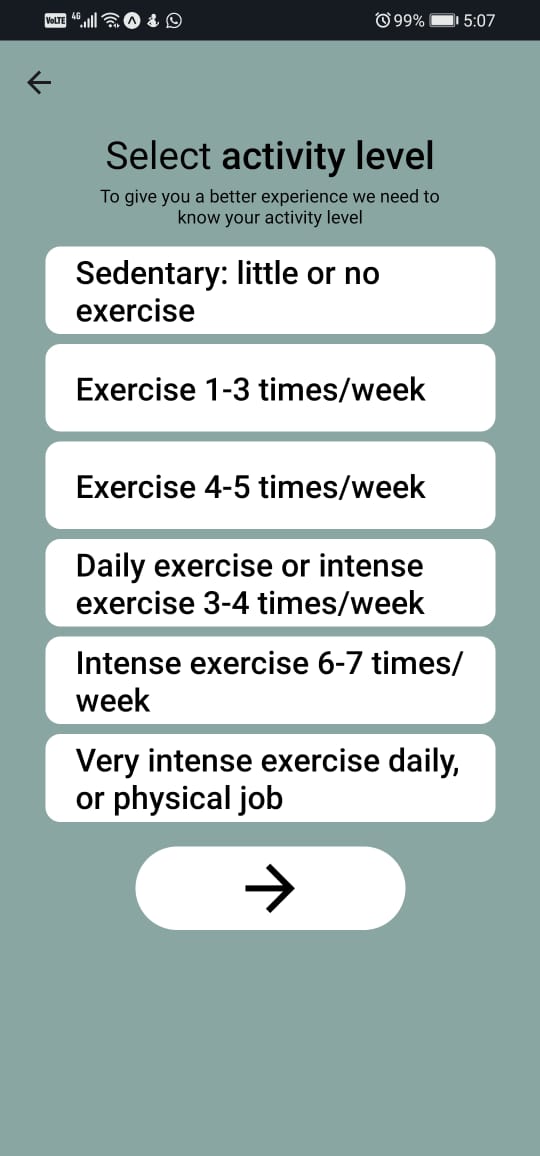 VoLTE 4G 99% 5:07
Select activity level
To give you a better experience we need to
know your activity level
Sedentary: little or no
exercise
Exercise 1-3 times/week
Exercise 4-5 times/week
Daily exercise or intense
exercise 3-4 times/week
Intense exercise 6-7 times/
week
Very intense exercise daily,
or physical job